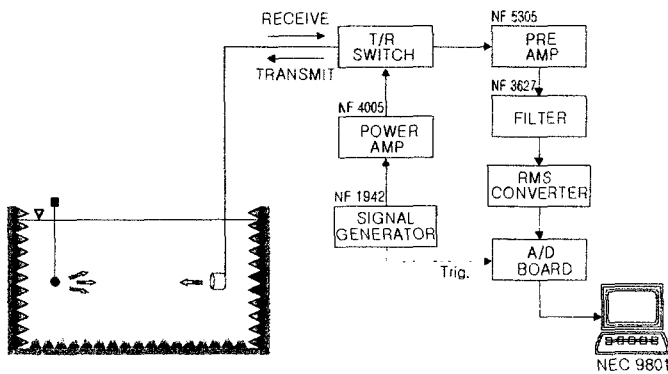 RECEIVE
TRANSMIT
T/R
SWITCH
NF 5305
PRE
AMP
NF 3627
FILTER
NF 4005
POWER
AMP
RMS
CONVERTER
NF 1942
SIGNAL
GENERATOR
Trig.
A/D
BOARD
NEC 9801